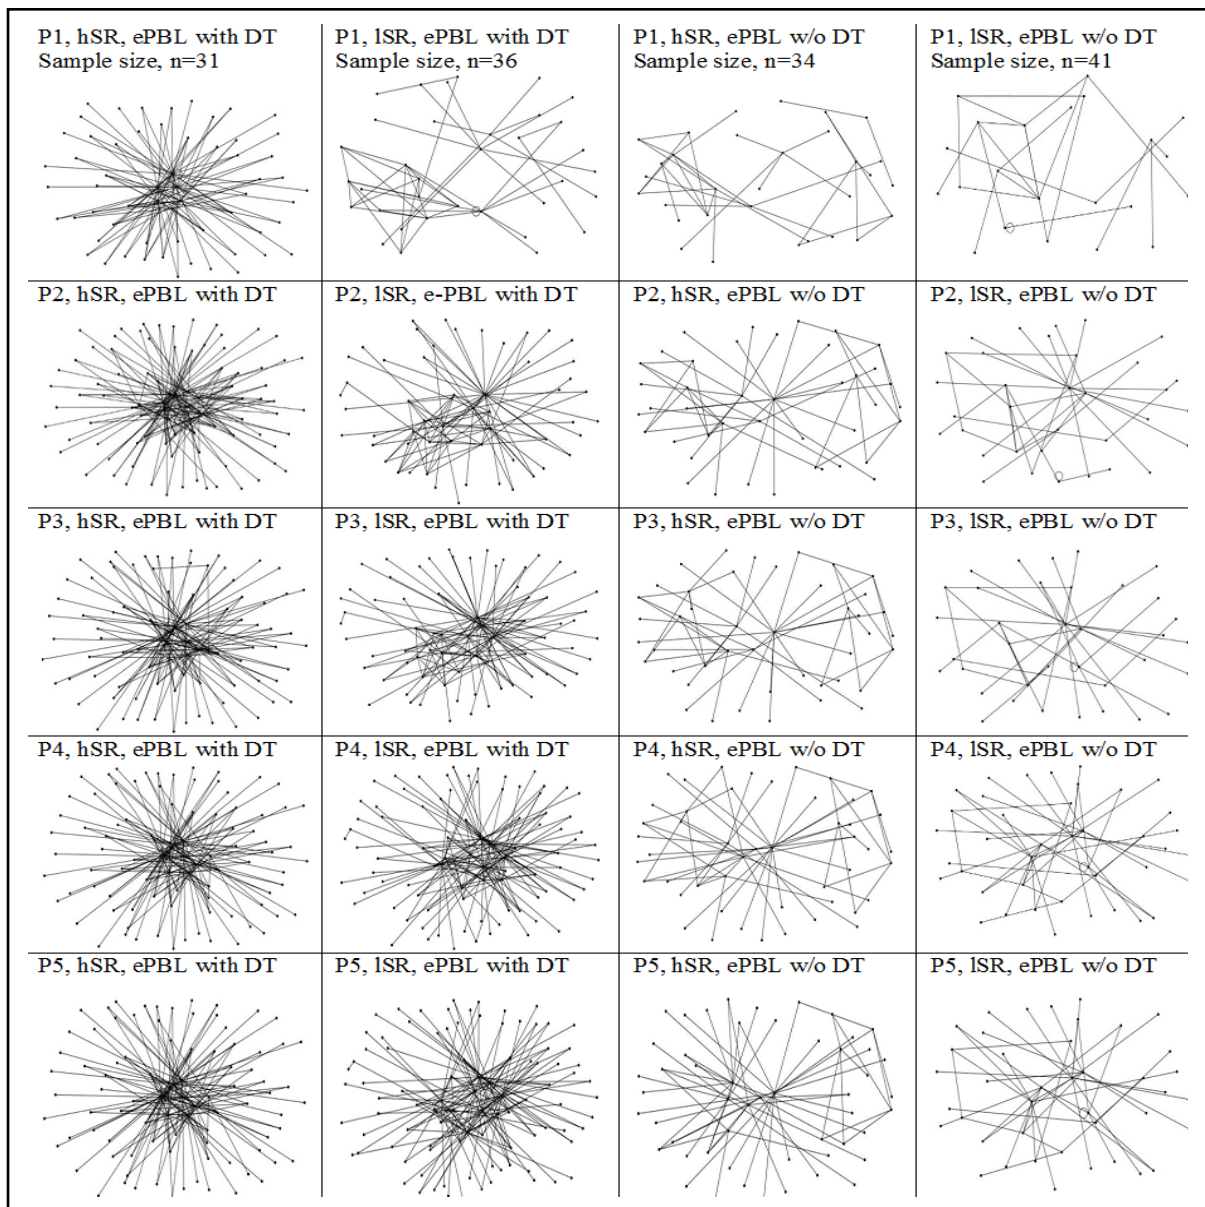 P1, hSR, ePBL with DT
Sample size, n=31
P1, lSR, ePBL with DT
Sample size, n=36
P1, hSR, ePBL w/o DT
Sample size, n=34
P1, lSR, ePBL w/o DT
Sample size, n=41
P2, hSR, ePBL with DT
P2, lSR, e-PBL with DT
P2, hSR, ePBL w/o DT
P2, lSR, ePBL w/o DT
P3, hSR, ePBL with DT
P3, lSR, ePBL with DT
P3, hSR, ePBL w/o DT
P3, lSR, ePBL w/o DT
P4, hSR, ePBL with DT
P4, lSR, ePBL with DT
P4, hSR, ePBL w/o DT
P4, lSR, ePBL w/o DT
P5, hSR, ePBL with DT
P5, lSR, ePBL with DT
P5, hSR, ePBL w/o DT
P5, lSR, ePBL w/o DT